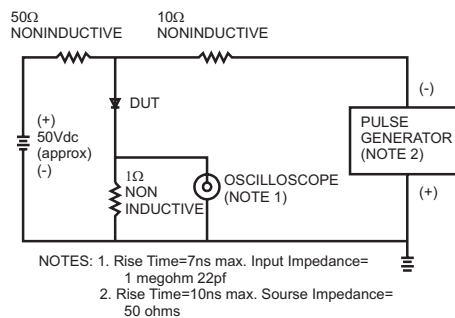 50Ω
NONINDUCTIVE
10Ω
NONINDUCTIVE
(+)
50Vdc
(approx)
(-)
DUT
1Ω
NON
INDUCTIVE
OSCILLOSCOPE
(NOTE 1)
(-)
PULSE
GENERATOR
(NOTE 2)
(+)
NOTES: 1. Rise Time=7ns max. Input Impedance=
1 megohm 22pf
2. Rise Time=10ns max. Sourse Impedance=
50 ohms